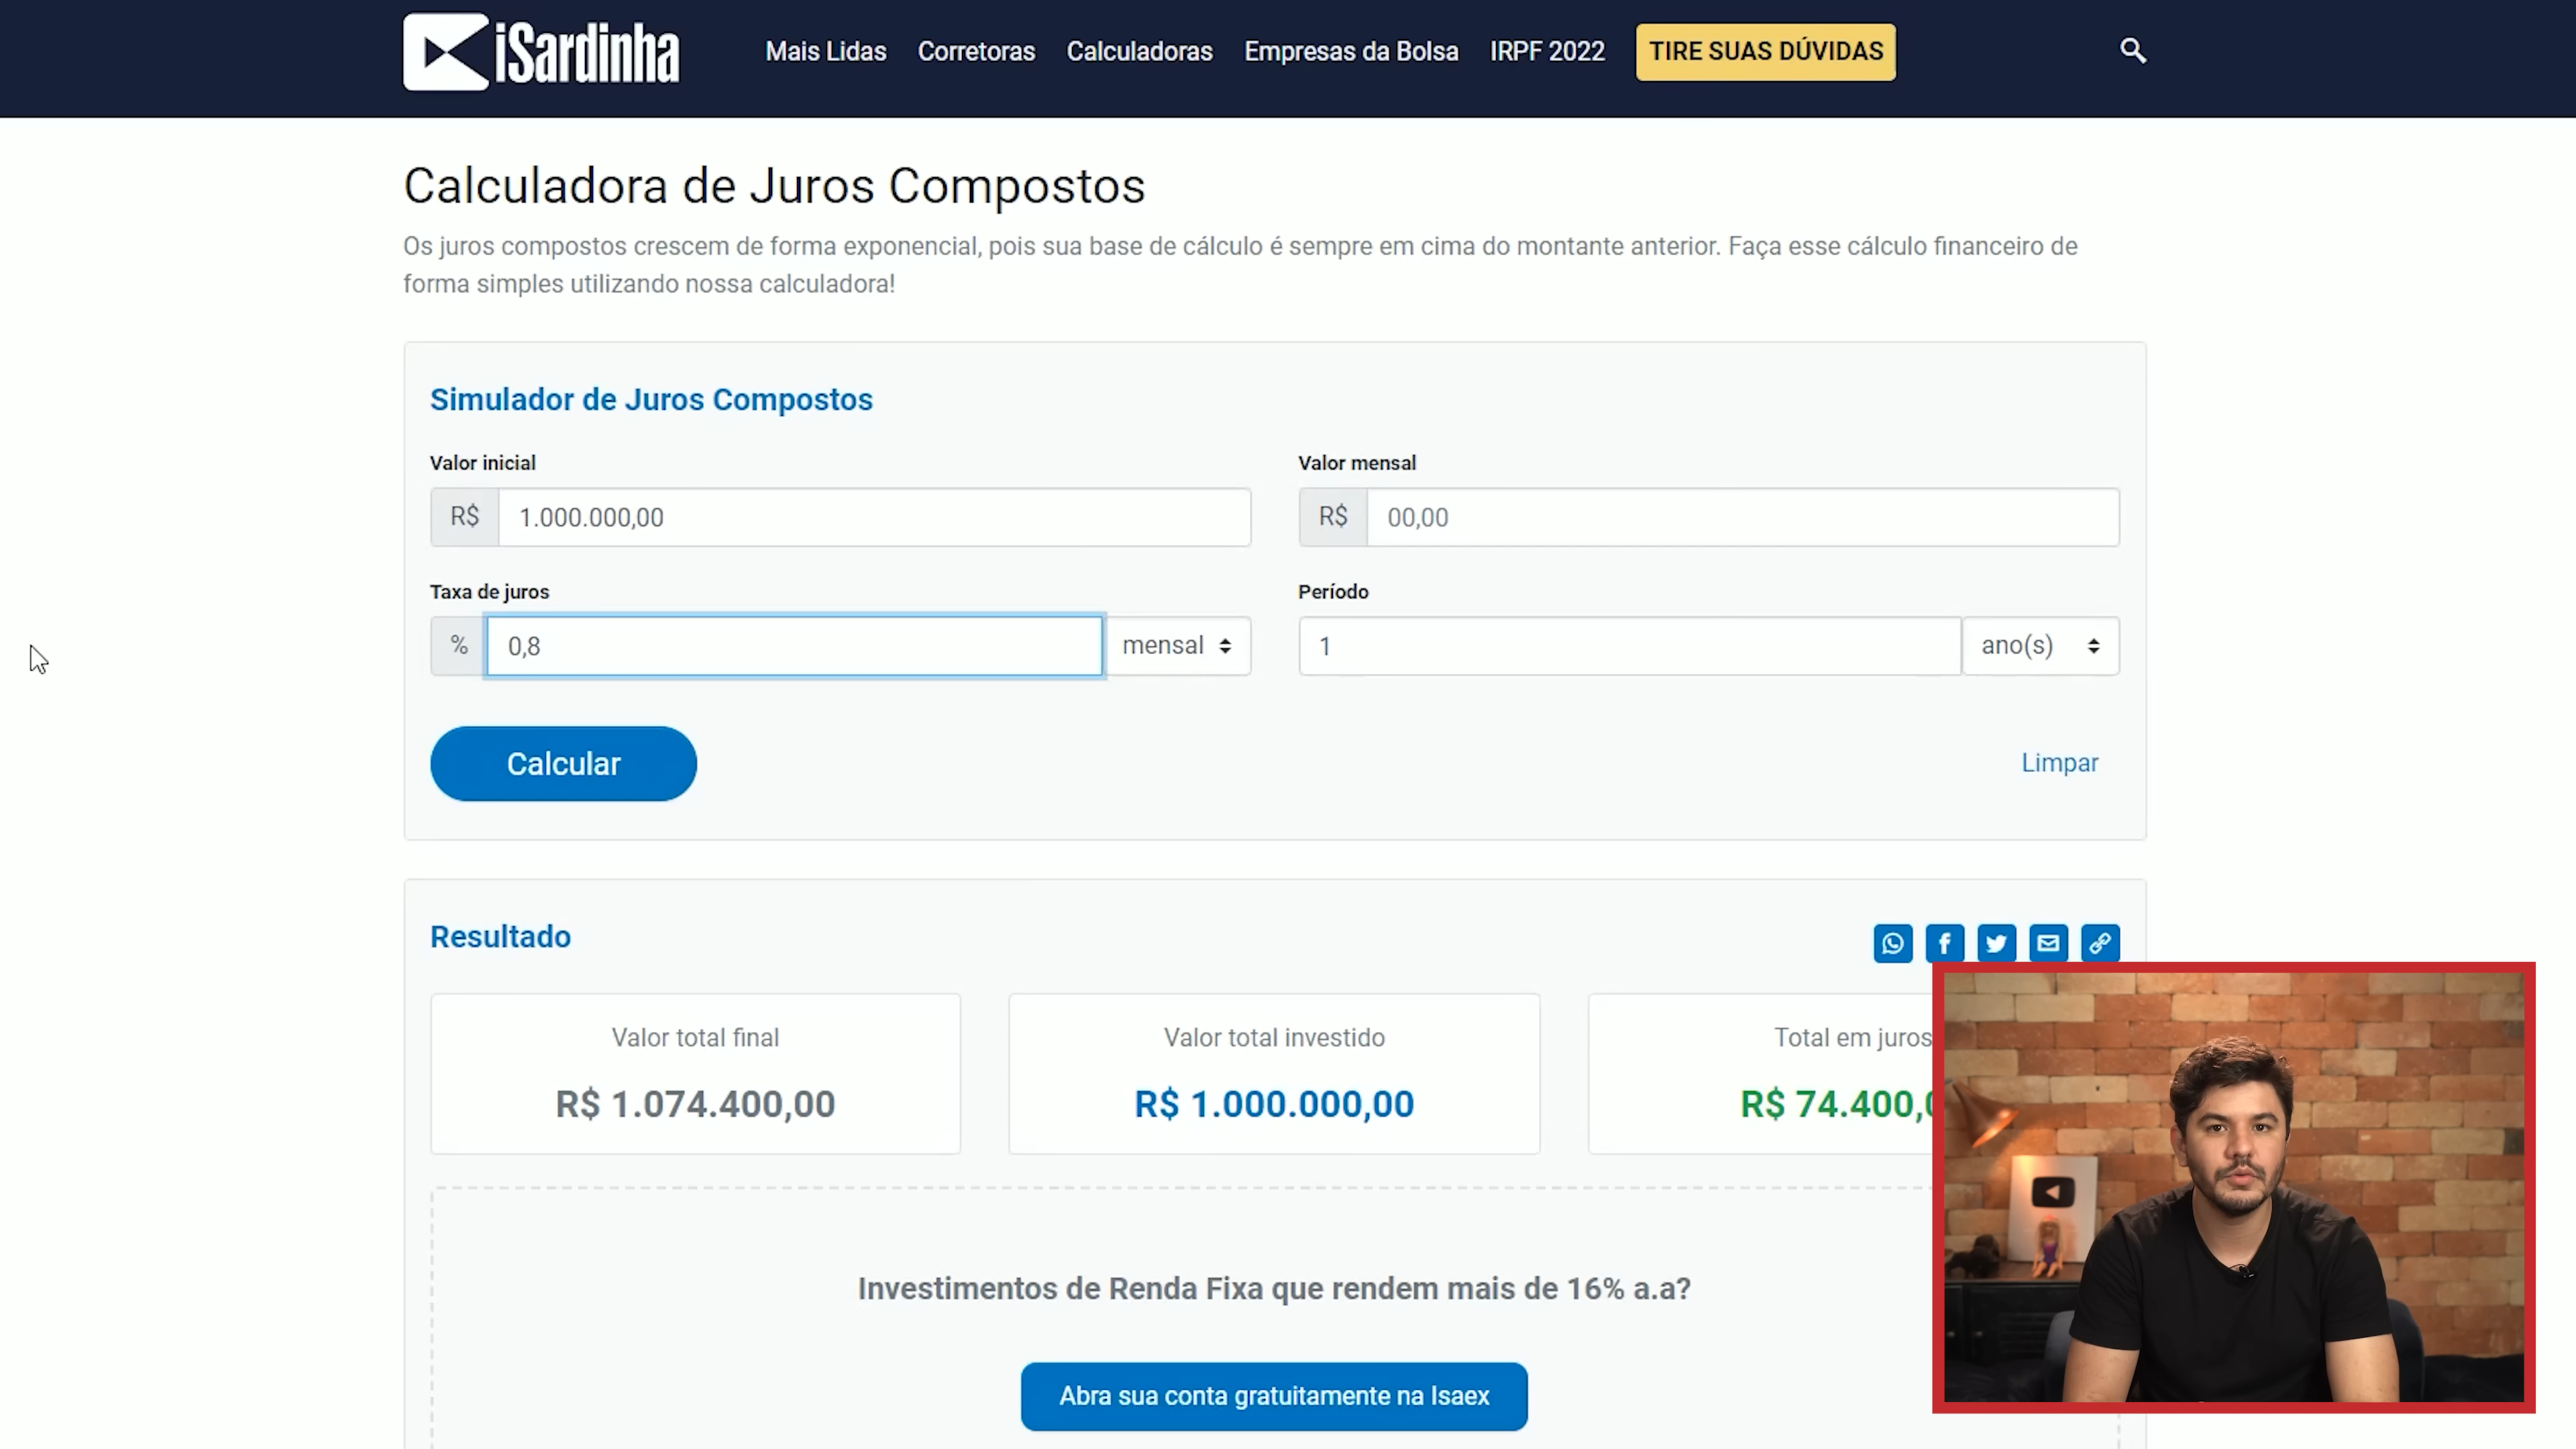 iSardinha
Mais Lidas
Corretoras
Calculadoras
Empresas da Bolsa
IRPF 2022
TIRE SUAS DÚVIDAS
Calculadora de Juros Compostos
Os juros compostos crescem de forma exponencial, pois sua base de cálculo é sempre em cima do montante anterior. Faça esse cálculo financeiro de
forma simples utilizando nossa calculadora!
Simulador de Juros Compostos
Valor inicial
R$ 1.000.000,00
Valor mensal
R$ 00,00
Taxa de juros
% 0,8 mensal
Período
1 ano(s)
Calcular
Limpar
Resultado
Valor total final
R$ 1.074.400,00
Valor total investido
R$ 1.000.000,00
Total em juros
R$ 74.400,
Investimentos de Renda Fixa que rendem mais de 16% a.a?
Abra sua conta gratuitamente na Isaex